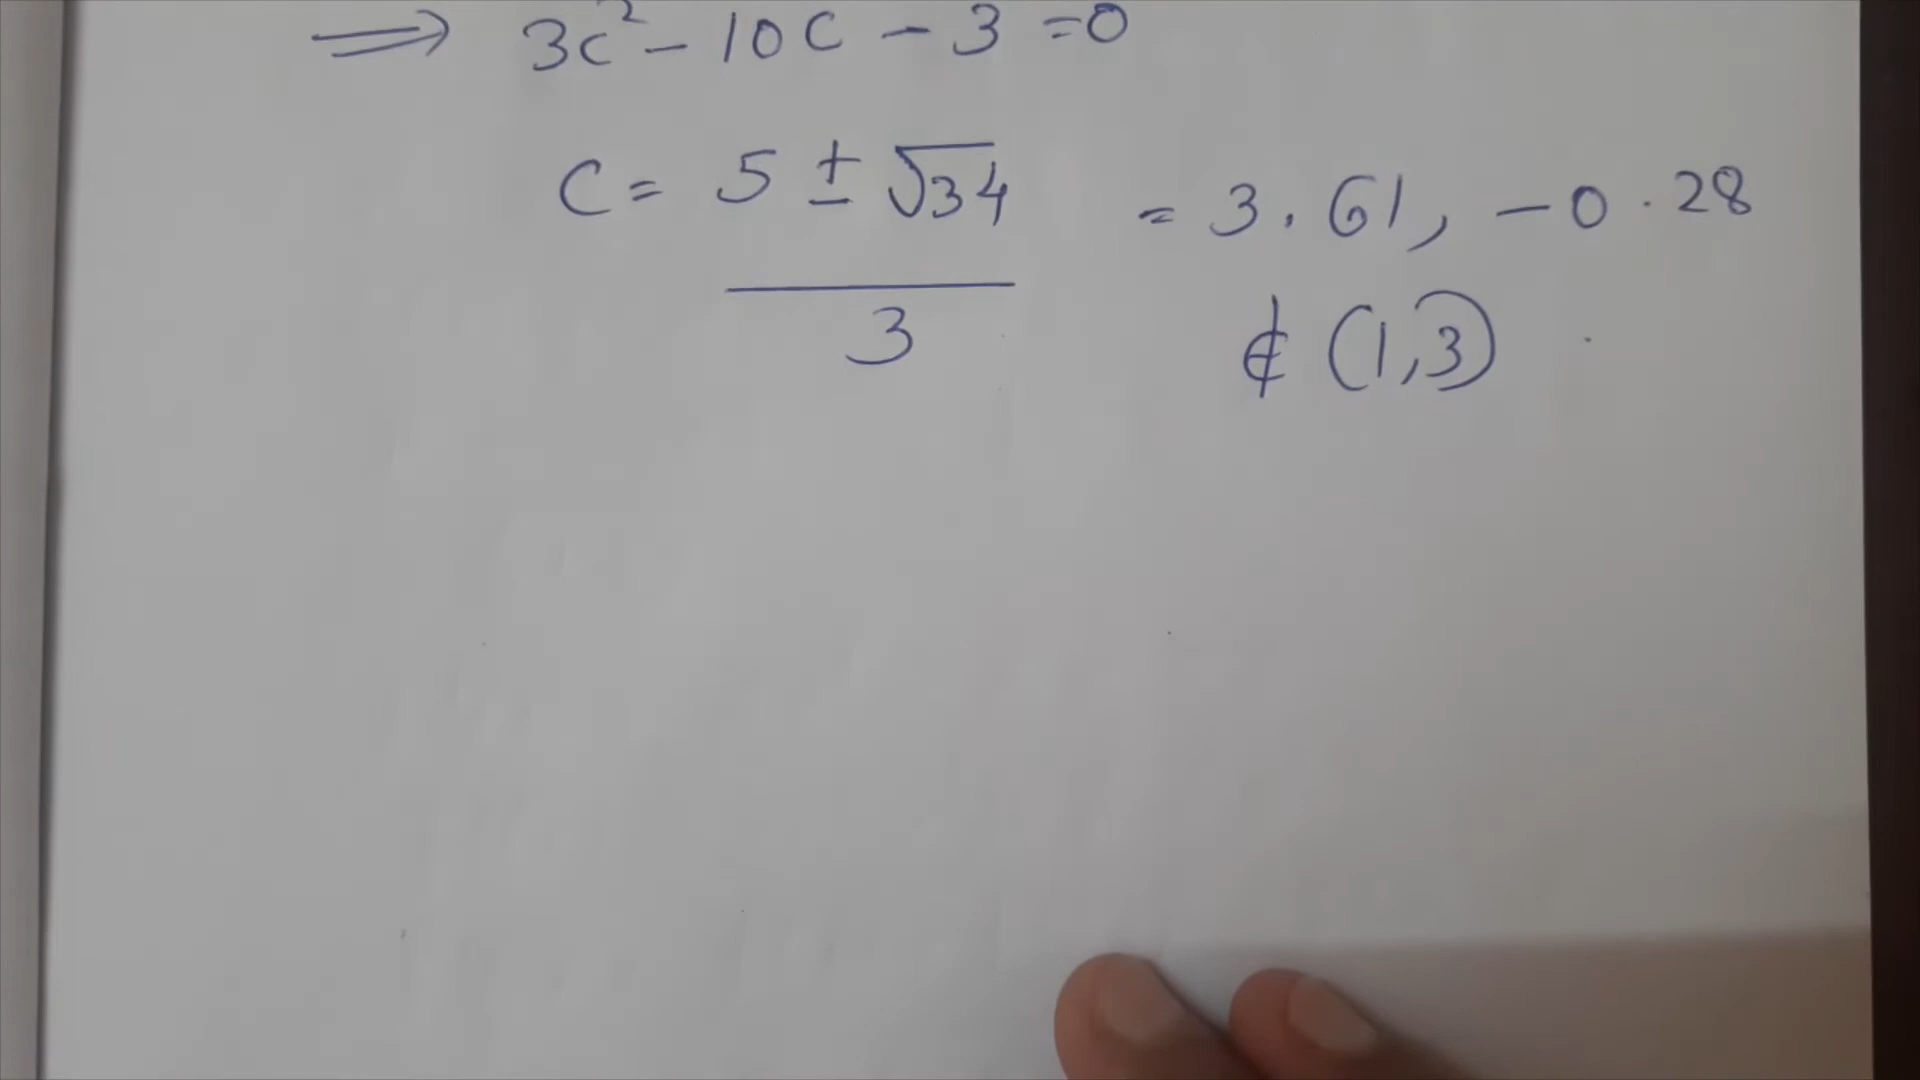 ⟹ 3c² - 10c - 3 = 0
c = (5 ± √34)/3 = 3.61, -0.28
∉ (1,3)